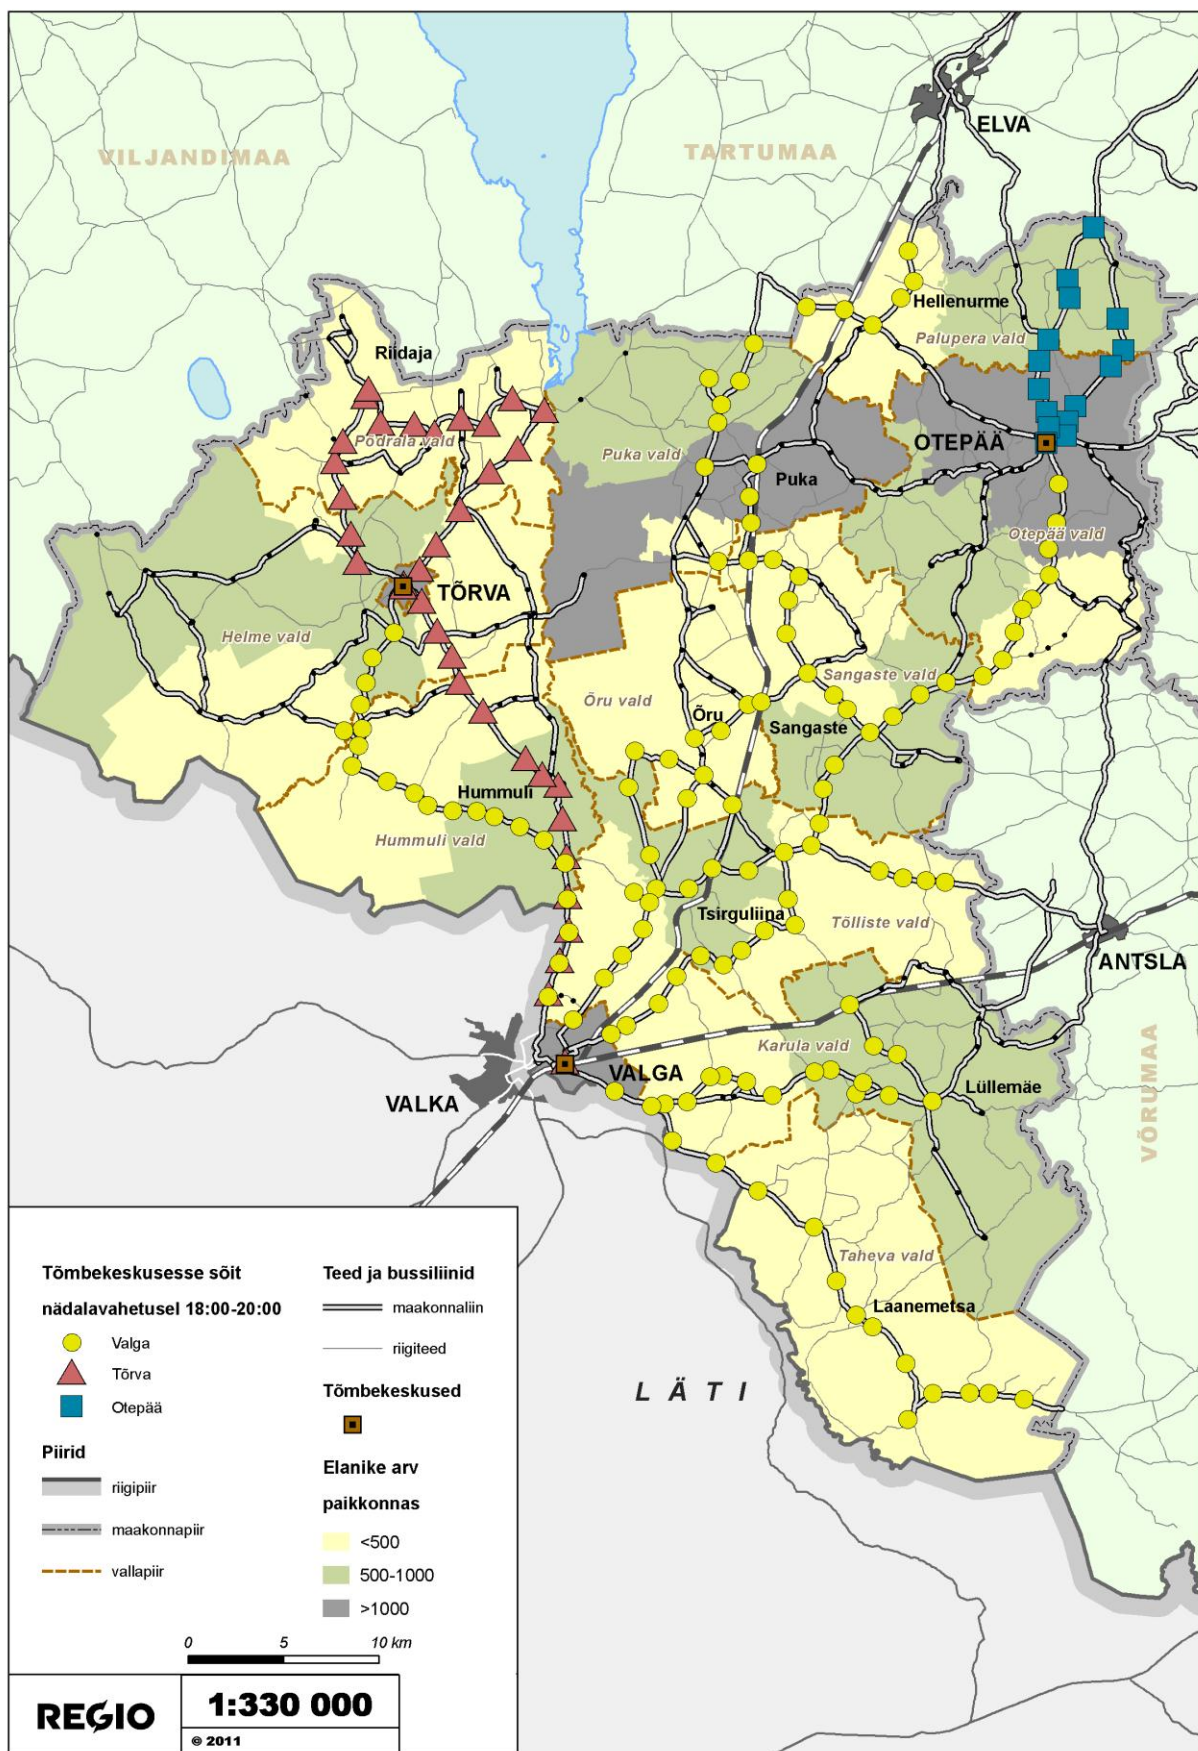 ELVA
VILJANDIMAA
TARTUMAA
Hellenurme
Palupera vald
Riidaja
Põdrala vald
Puka vald
OTEPÄÄ
Puka
Otepää vald
TÕRVA
Helme vald
Õru vald
Sangaste vald
Õru
Sangaste
Hummuli
Hummuli vald
Tsirguliina
Tõlliste vald
ANTSLA
Karula vald
VALGA
VALKA
Lüllemäe
VÕRUMAA
Taheva vald
Laanemetsa
LÄTI
Tõmbekeskusesse sõit
nädalavahetusel 18:00-20:00
Valga
Tõrva
Otepää
Piirid
riigipiir
maakonnapiir
vallapiir
Teed ja bussiliinid
maakonnaliin
riigiteed
Tõmbekeskused
Elanike arv
paikkonnas
<500
500-1000
>1000
0 5 10 km
REGIO
1:330 000
© 2011